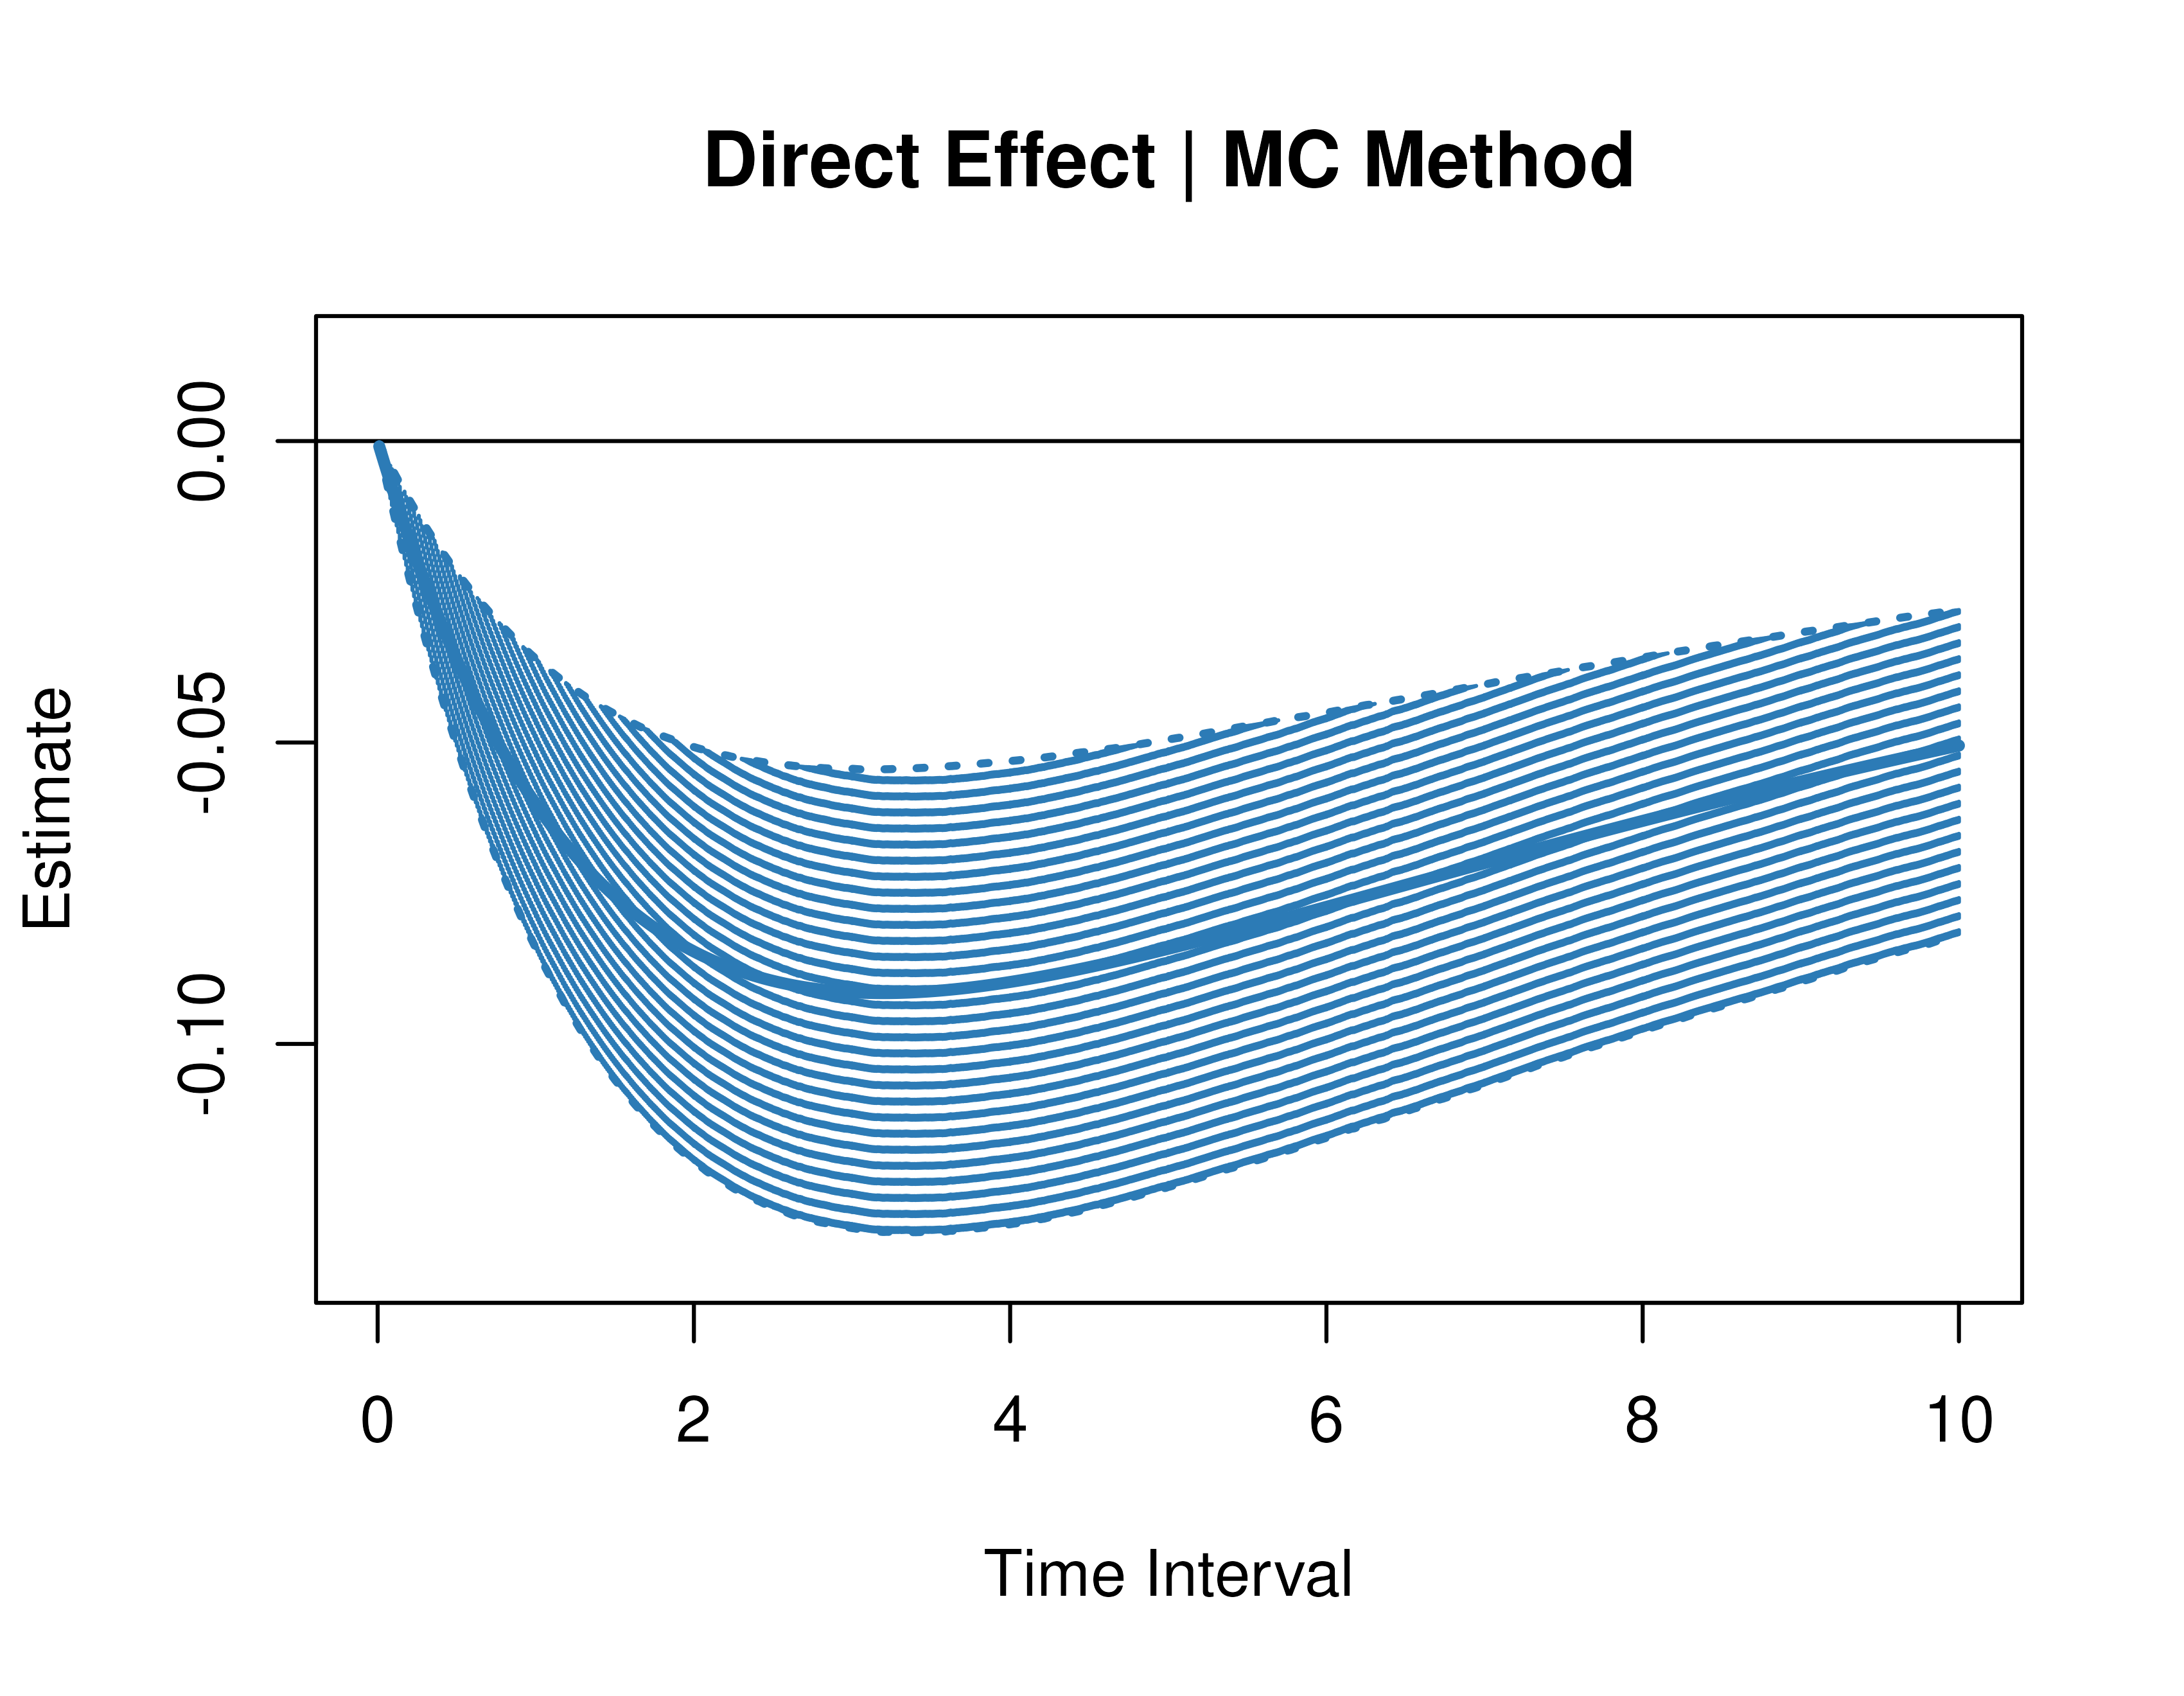 Direct Effect | MC Method
Estimate
0.00
-0.05
-0.10
0 2 4 6 8 10
Time Interval